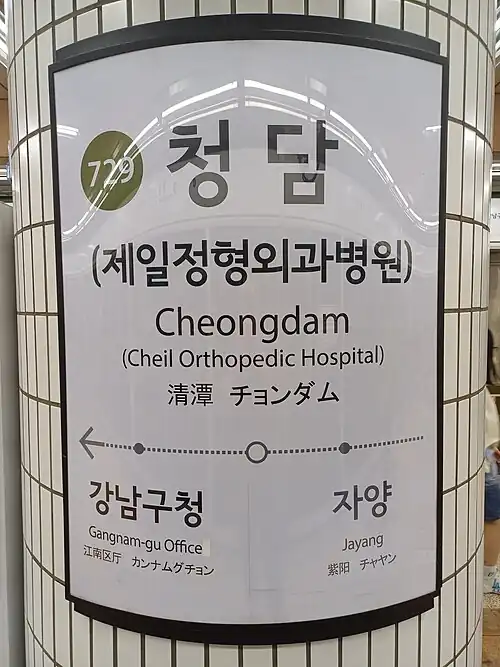 729 청담
(제일정형외과병원)
Cheongdam
(Cheil Orthopedic Hospital)
清潭 チョンダム
강남구청
Gangnam-gu Office
江南区庁 カンナムグチョン
자양
Jayang
紫阳 チャヤン